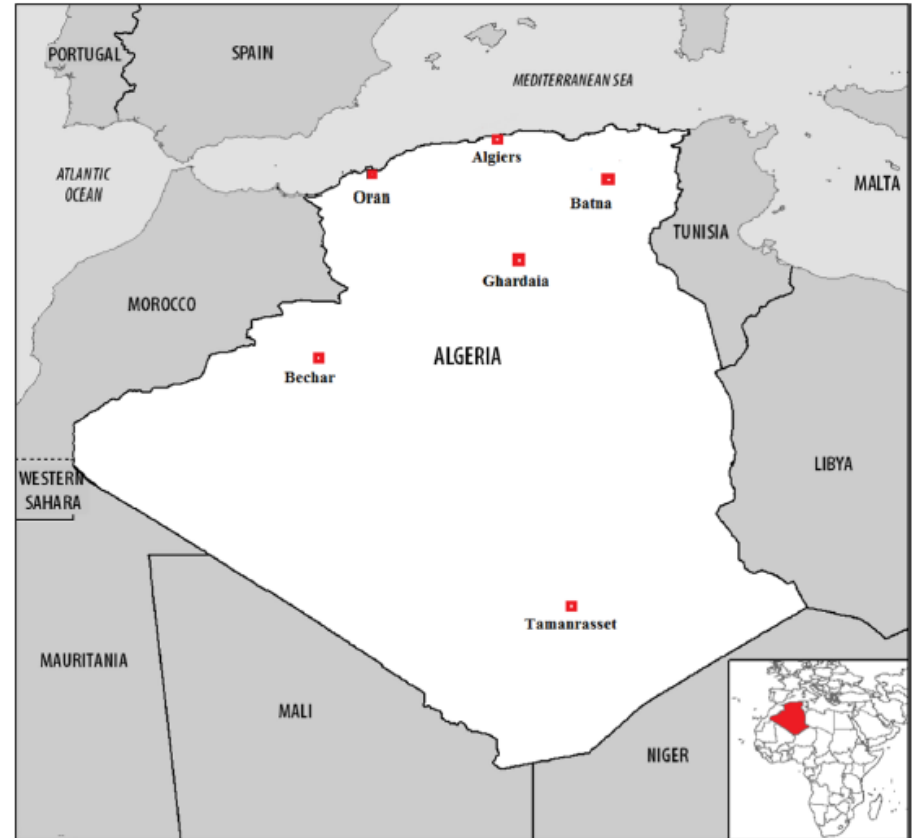 PORTUGAL
SPAIN
MEDITERRANEAN SEA
ATLANTIC
OCEAN
Algiers
Oran
Batna
MALTA
TUNISIA
Ghardaia
MOROCCO
ALGERIA
Bechar
LIBYA
WESTERN
SAHARA
Tamanrasset
MAURITANIA
MALI
NIGER